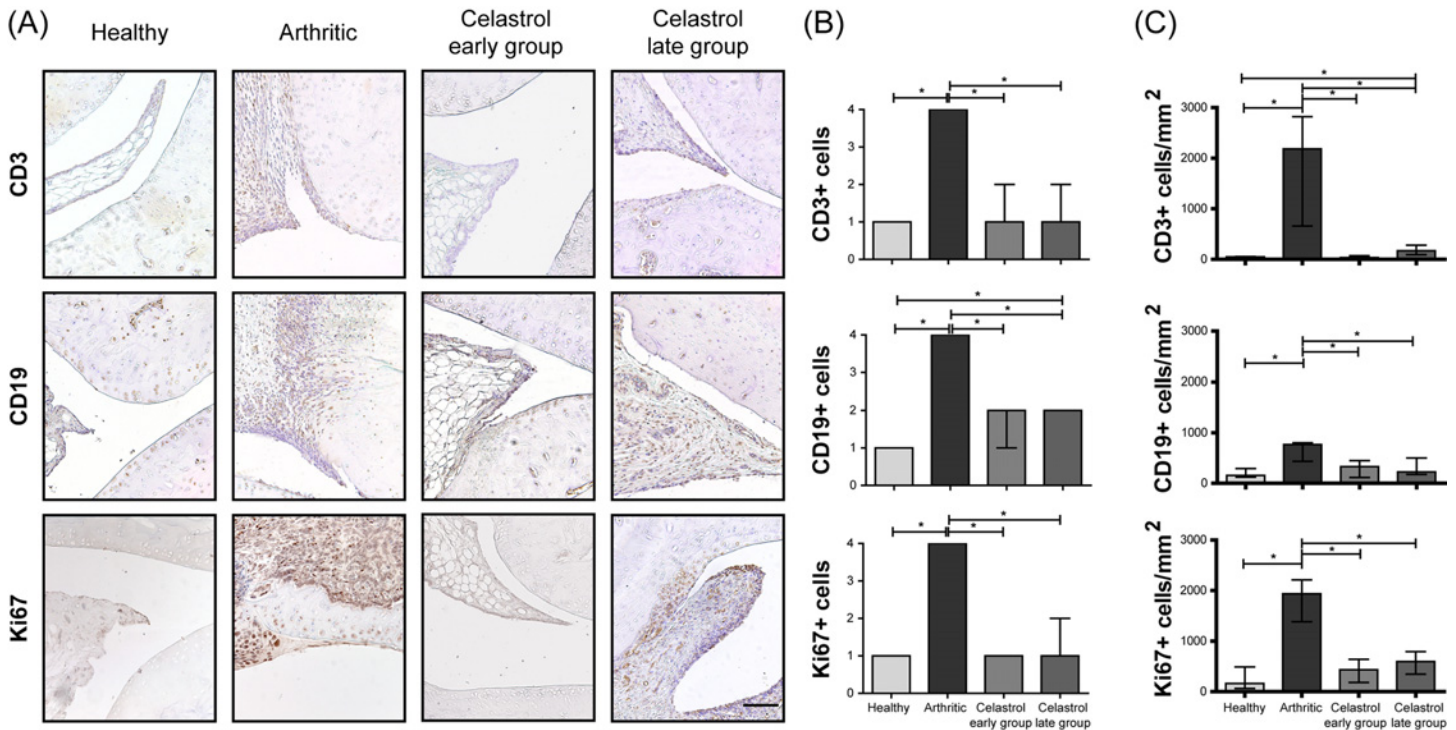 (A)
Healthy
Arthritic
Celastrol
early group
Celastrol
late group
CD3
CD19
Ki67
(B)
* * *
CD3+ cells
4
3
2
1
0
* * * *
CD19+ cells
4
3
2
1
0
* * *
Ki67+ cells
4
3
2
1
0
Healthy
Arthritic
Celastrol
early group
Celastrol
late group
(C)
* * * *
CD3+ cells/mm²
3000
2000
1000
0
* * *
CD19+ cells/mm²
3000
2000
1000
0
* * *
Ki67+ cells/mm²
3000
2000
1000
0
Healthy
Arthritic
Celastrol
early group
Celastrol
late group